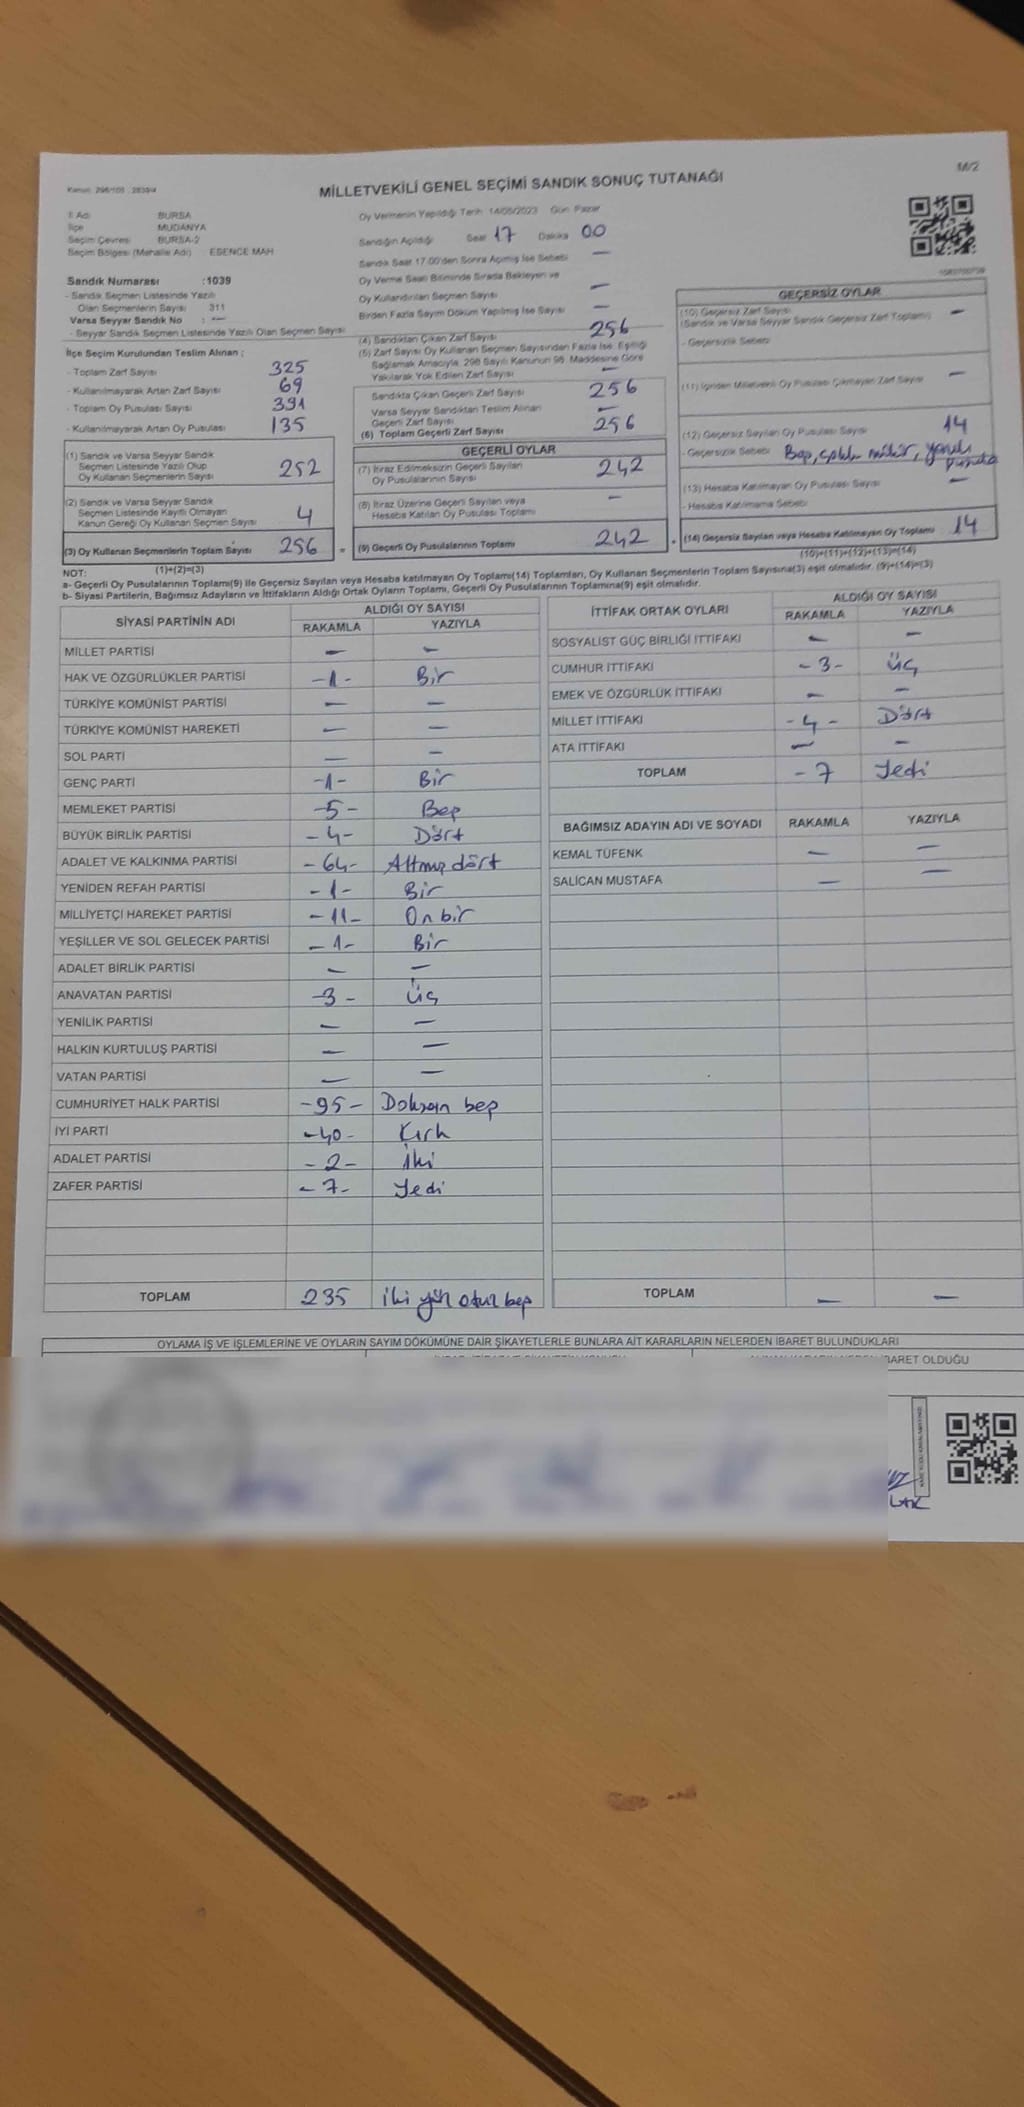 Kanun: 298/105 : 2839/4
M/2
MİLLETVEKİLİ GENEL SEÇİMİ SANDIK SONUÇ TUTANAĞI
İl Adı BURSA
İlçe MUDANYA
Seçim Çevresi BURSA-2
Seçim Bölgesi (Mahalle Adı) ESENCE MAH
Sandık Numarası :1039
- Sandık Seçmen Listesinde Yazılı
Olan Seçmenlerin Sayısı 311
Varsa Seyyar Sandık No : —
- Seyyar Sandık Seçmen Listesinde Yazılı Olan Seçmen Sayısı
İlçe Seçim Kurulundan Teslim Alınan ;
- Toplam Zarf Sayısı 325
- Kullanılmayarak Artan Zarf Sayısı 69
- Toplam Oy Pusulası Sayısı 391
- Kullanılmayarak Artan Oy Pusulası 135
(1) Sandık ve Varsa Seyyar Sandık
Seçmen Listesinde Yazılı Olup
Oy Kullanan Seçmenlerin Sayısı 252
(2) Sandık ve Varsa Seyyar Sandık
Seçmen Listesinde Kayıtlı Olmayan
Kanun Gereği Oy Kullanan Seçmen Sayısı 4
(3) Oy Kullanan Seçmenlerin Toplam Sayısı 256 =
(1)+(2)=(3)
Oy Vermenin Yapıldığı Tarih 14/05/2023 Gün Pazar
Sandığın Açıldığı Saat 17 Dakika 00
Sandık Saat 17.00'den Sonra Açımış İse Sebebi —
Oy Verme Saati Bitiminde Sırada Bekleyen ve
Oy Kullandırılan Seçmen Sayısı —
Birden Fazla Sayım Döküm Yapılmış İse Sayısı —
(4) Sandıktan Çıkan Zarf Sayısı 256
(5) Zarf Sayısı Oy Kullanan Seçmen Sayısından Fazla İse, Eşitliği
Sağlamak Amacıyla, 298 Sayılı Kanunun 98. Maddesine Göre
Yakılarak Yok Edilen Zarf Sayısı —
Sandıkta Çıkan Geçerli Zarf Sayısı 256
Varsa Seyyar Sandıktan Teslim Alınan
Geçerli Zarf Sayısı —
(6) Toplam Geçerli Zarf Sayısı 256
GEÇERLİ OYLAR
(7) İtiraz Edilmeksizin Geçerli Sayılan
Oy Pusulalarının Sayısı 242
(8) İtiraz Üzerine Geçerli Sayılan veya
Hesaba Katılan Oy Pusulası Toplamı —
(9) Geçerli Oy Pusulalarının Toplamı 242 +
GEÇERSİZ OYLAR
(10) Geçersiz Zarf Sayısı
(Sandık ve Varsa Seyyar Sandık Geçersiz Zarf Toplamı) —
- Geçersizlik Sebebi
(11) İçinden Milletvekili Oy Pusulası Çıkmayan Zarf Sayısı —
(12) Geçersiz Sayılan Oy Pusulası Sayısı 14
- Geçersizlik Sebebi Boş, mühür,
(13) Hesaba Katılmayan Oy Pusulası Sayısı —
- Hesaba Katılmama Sebebi
(14) Geçersiz Sayılan veya Hesaba Katılmayan Oy Toplamı 14
(10)+(11)+(12)+(13)=(14)
NOT:
a- Geçerli Oy Pusulalarının Toplamı(9) ile Geçersiz Sayılan veya Hesaba katılmayan Oy Toplamı(14) Toplamları, Oy Kullanan Seçmenlerin Toplam Sayısına(3) eşit olmalıdır. (9)+(14)=(3)
b- Siyasi Partilerin, Bağımsız Adayların ve İttifakların Aldığı Ortak Oyların Toplamı, Geçerli Oy Pusulalarının Toplamına(9) eşit olmalıdır.
SİYASİ PARTİNİN ADI ALDIĞI OY SAYISI
RAKAMLA YAZIYLA
MİLLET PARTİSİ — —
HAK VE ÖZGÜRLÜKLER PARTİSİ -1- Bir
TÜRKİYE KOMÜNİST PARTİSİ — —
TÜRKİYE KOMÜNİST HAREKETİ — —
SOL PARTİ — —
GENÇ PARTİ -1- Bir
MEMLEKET PARTİSİ -5- Beş
BÜYÜK BİRLİK PARTİSİ -4- Dört
ADALET VE KALKINMA PARTİSİ -64- Altmış dört
YENİDEN REFAH PARTİSİ -1- Bir
MİLLİYETÇİ HAREKET PARTİSİ -11- On bir
YEŞİLLER VE SOL GELECEK PARTİSİ -1- Bir
ADALET BİRLİK PARTİSİ — —
ANAVATAN PARTİSİ -3- Üç
YENİLİK PARTİSİ — —
HALKIN KURTULUŞ PARTİSİ — —
VATAN PARTİSİ — —
CUMHURİYET HALK PARTİSİ -95- Doksan beş
İYİ PARTİ -40- Kırk
ADALET PARTİSİ -2- İki
ZAFER PARTİSİ -7- Yedi
TOPLAM 235 iki yüz otuz beş
İTTİFAK ORTAK OYLARI ALDIĞI OY SAYISI
RAKAMLA YAZIYLA
SOSYALİST GÜÇ BİRLİĞİ İTTİFAKI — —
CUMHUR İTTİFAKI -3- Üç
EMEK VE ÖZGÜRLÜK İTTİFAKI — —
MİLLET İTTİFAKI -4- Dört
ATA İTTİFAKI — —
TOPLAM -7 Yedi
BAĞIMSIZ ADAYIN ADI VE SOYADI RAKAMLA YAZIYLA
KEMAL TÜFENK — —
SALİCAN MUSTAFA — —
TOPLAM — —
OYLAMA İŞ VE İŞLEMLERİNE VE OYLARIN SAYIM DÖKÜMÜNE DAİR ŞİKAYETLERLE BUNLARA AİT KARARLARIN NELERDEN İBARET BULUNDUKLARI
BARET OLDUĞU